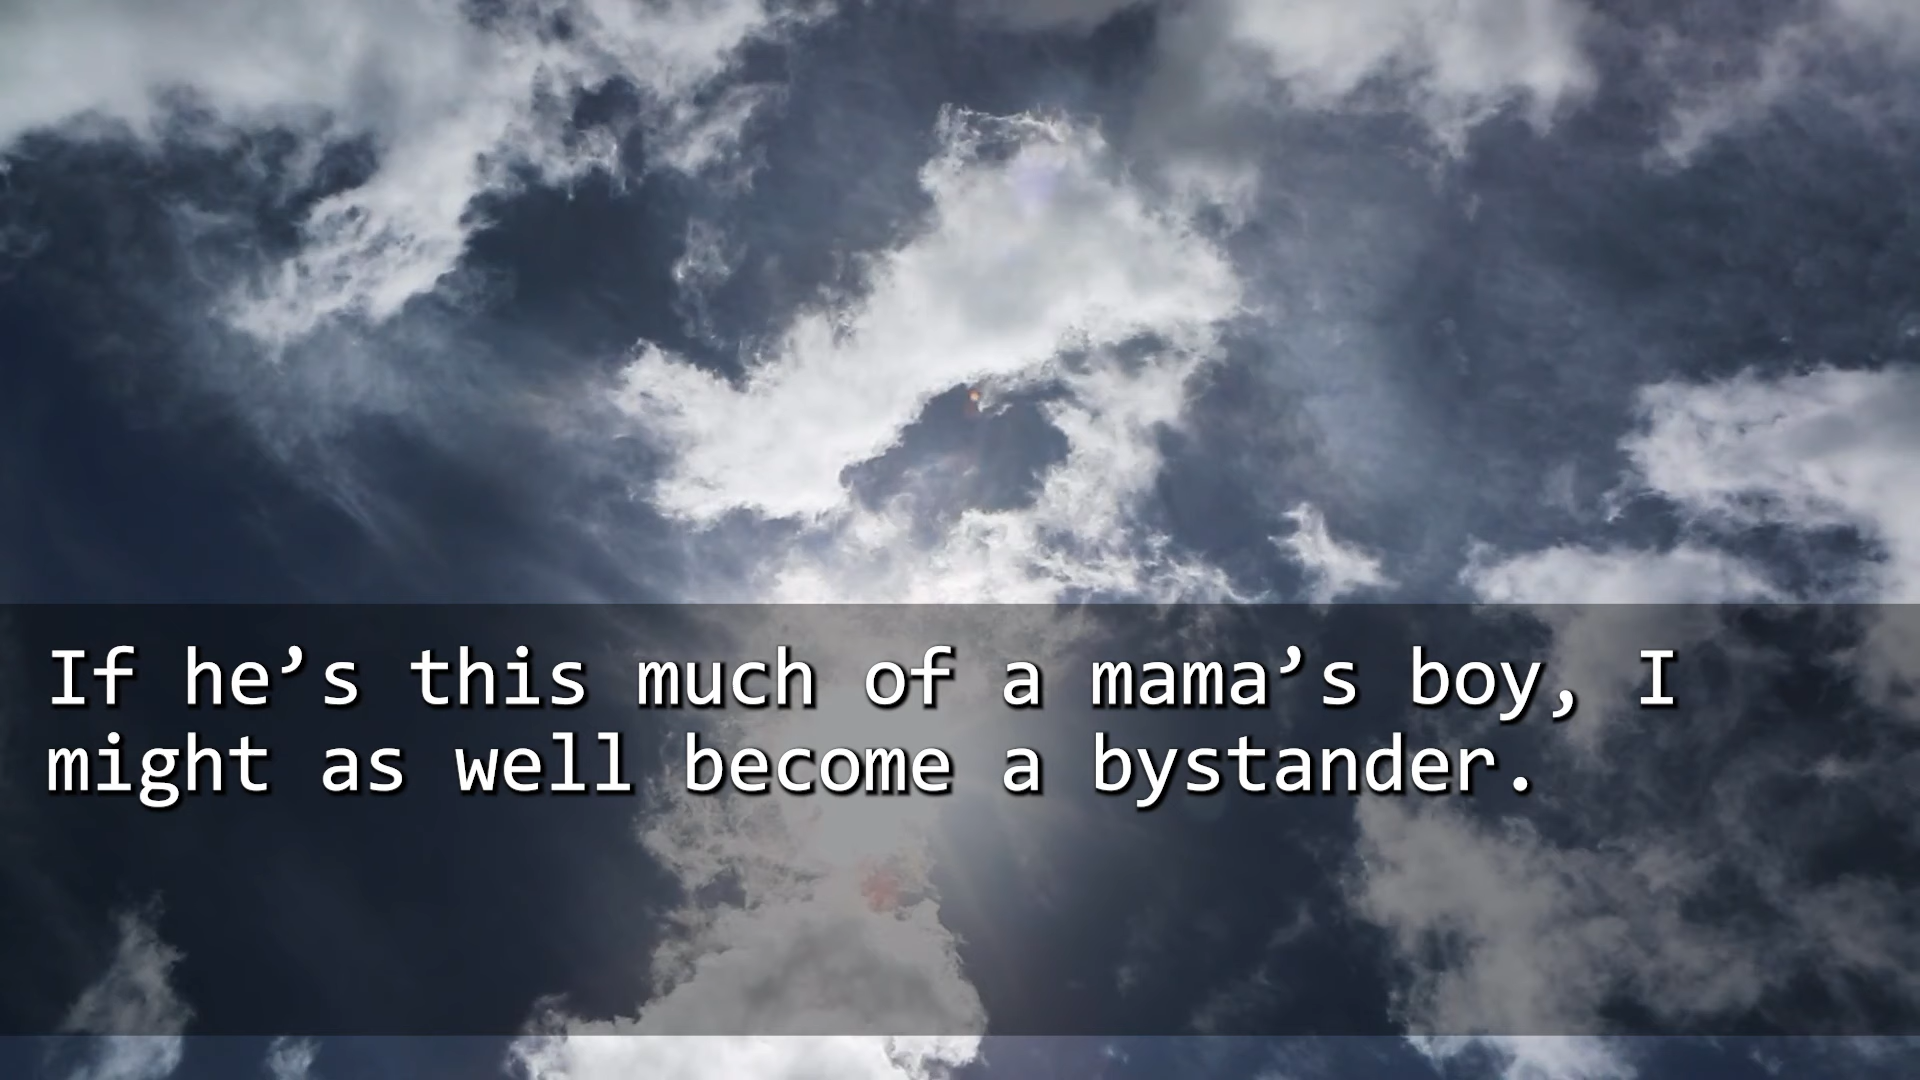 If he’s this much of a mama’s boy, I
might as well become a bystander.